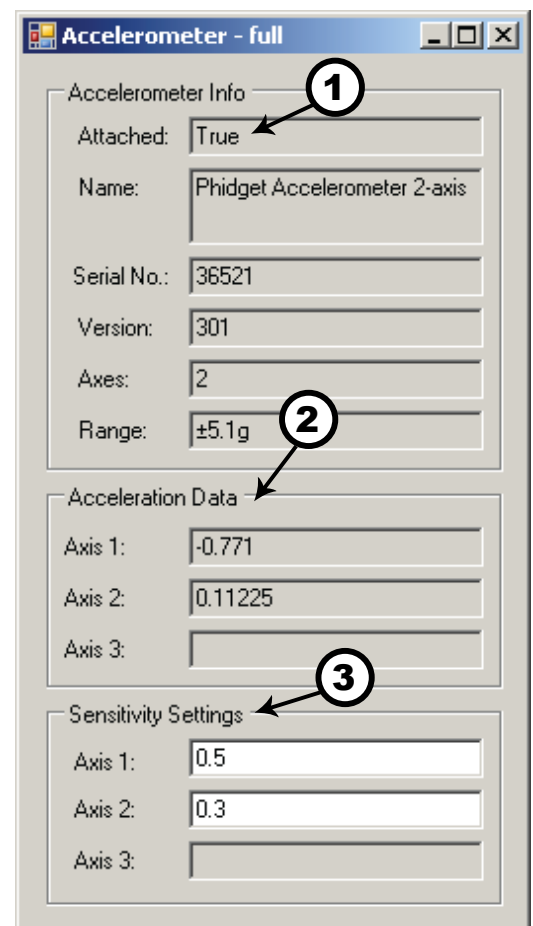 Accelerometer - full
Accelerometer Info
1
Attached: True
Name: Phidget Accelerometer 2-axis
Serial No.: 36521
Version: 301
Axes: 2
Range: ±5.1g
2
Acceleration Data
Axis 1: -0.771
Axis 2: 0.11225
Axis 3:
3
Sensitivity Settings
Axis 1: 0.5
Axis 2: 0.3
Axis 3: